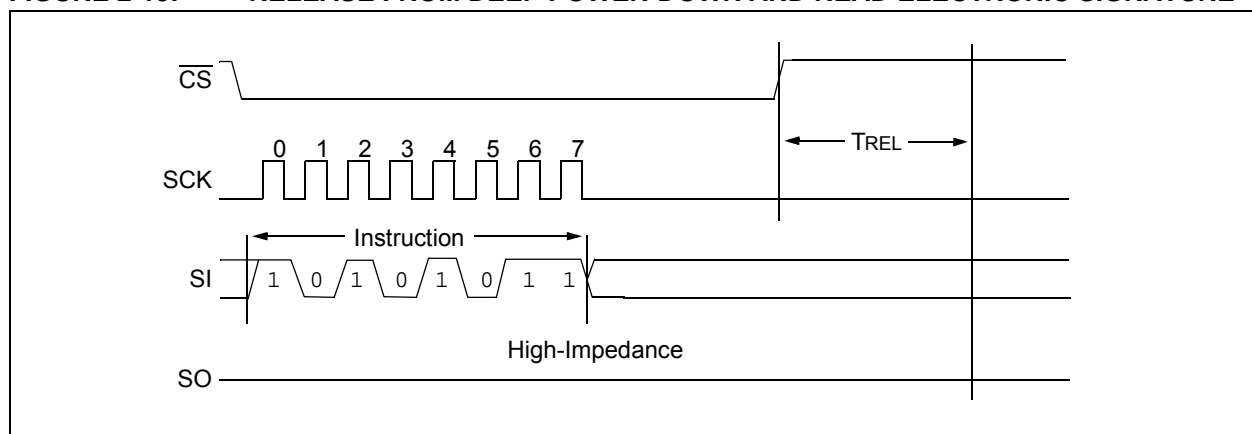 CS
TREL
0 1 2 3 4 5 6 7
SCK
Instruction
SI 1 0 1 0 1 0 1 1
High-Impedance
SO